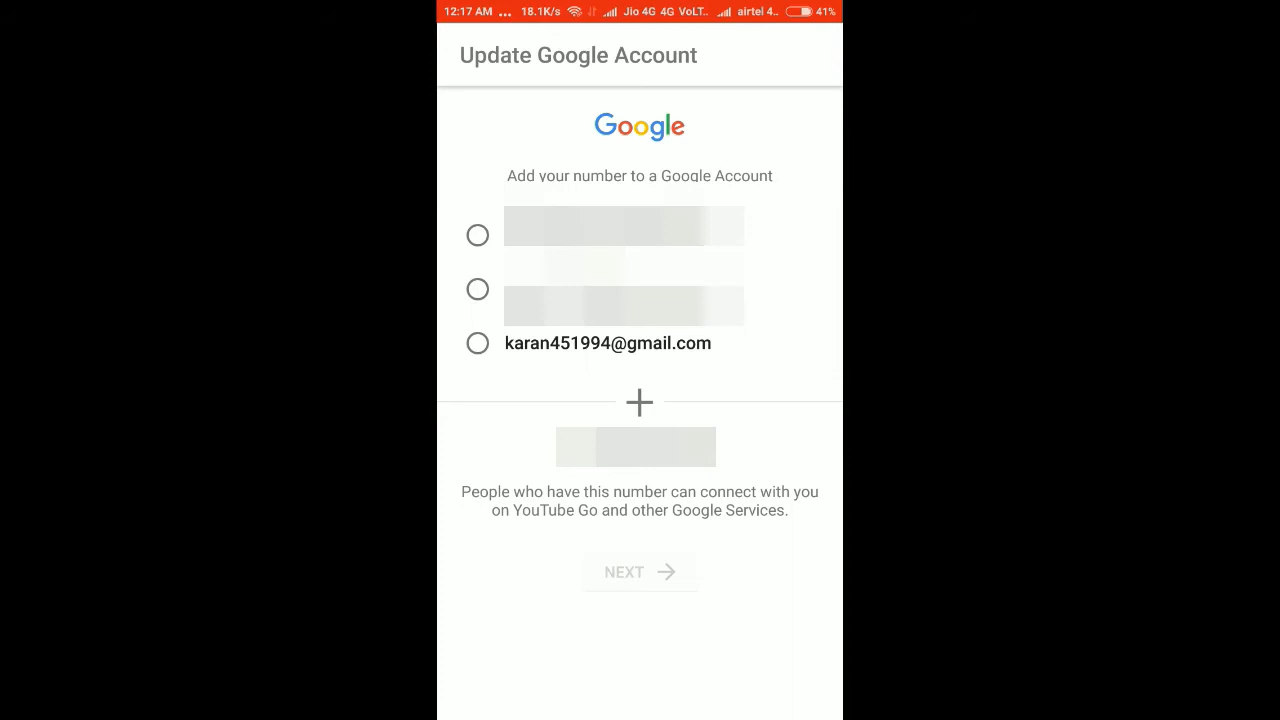 12:17 AM ... 18.1K/s Jio 4G 4G VoLT.. airtel 4.. 41%
Update Google Account
Google
Add your number to a Google Account
karan451994@gmail.com
People who have this number can connect with you
on YouTube Go and other Google Services.
NEXT